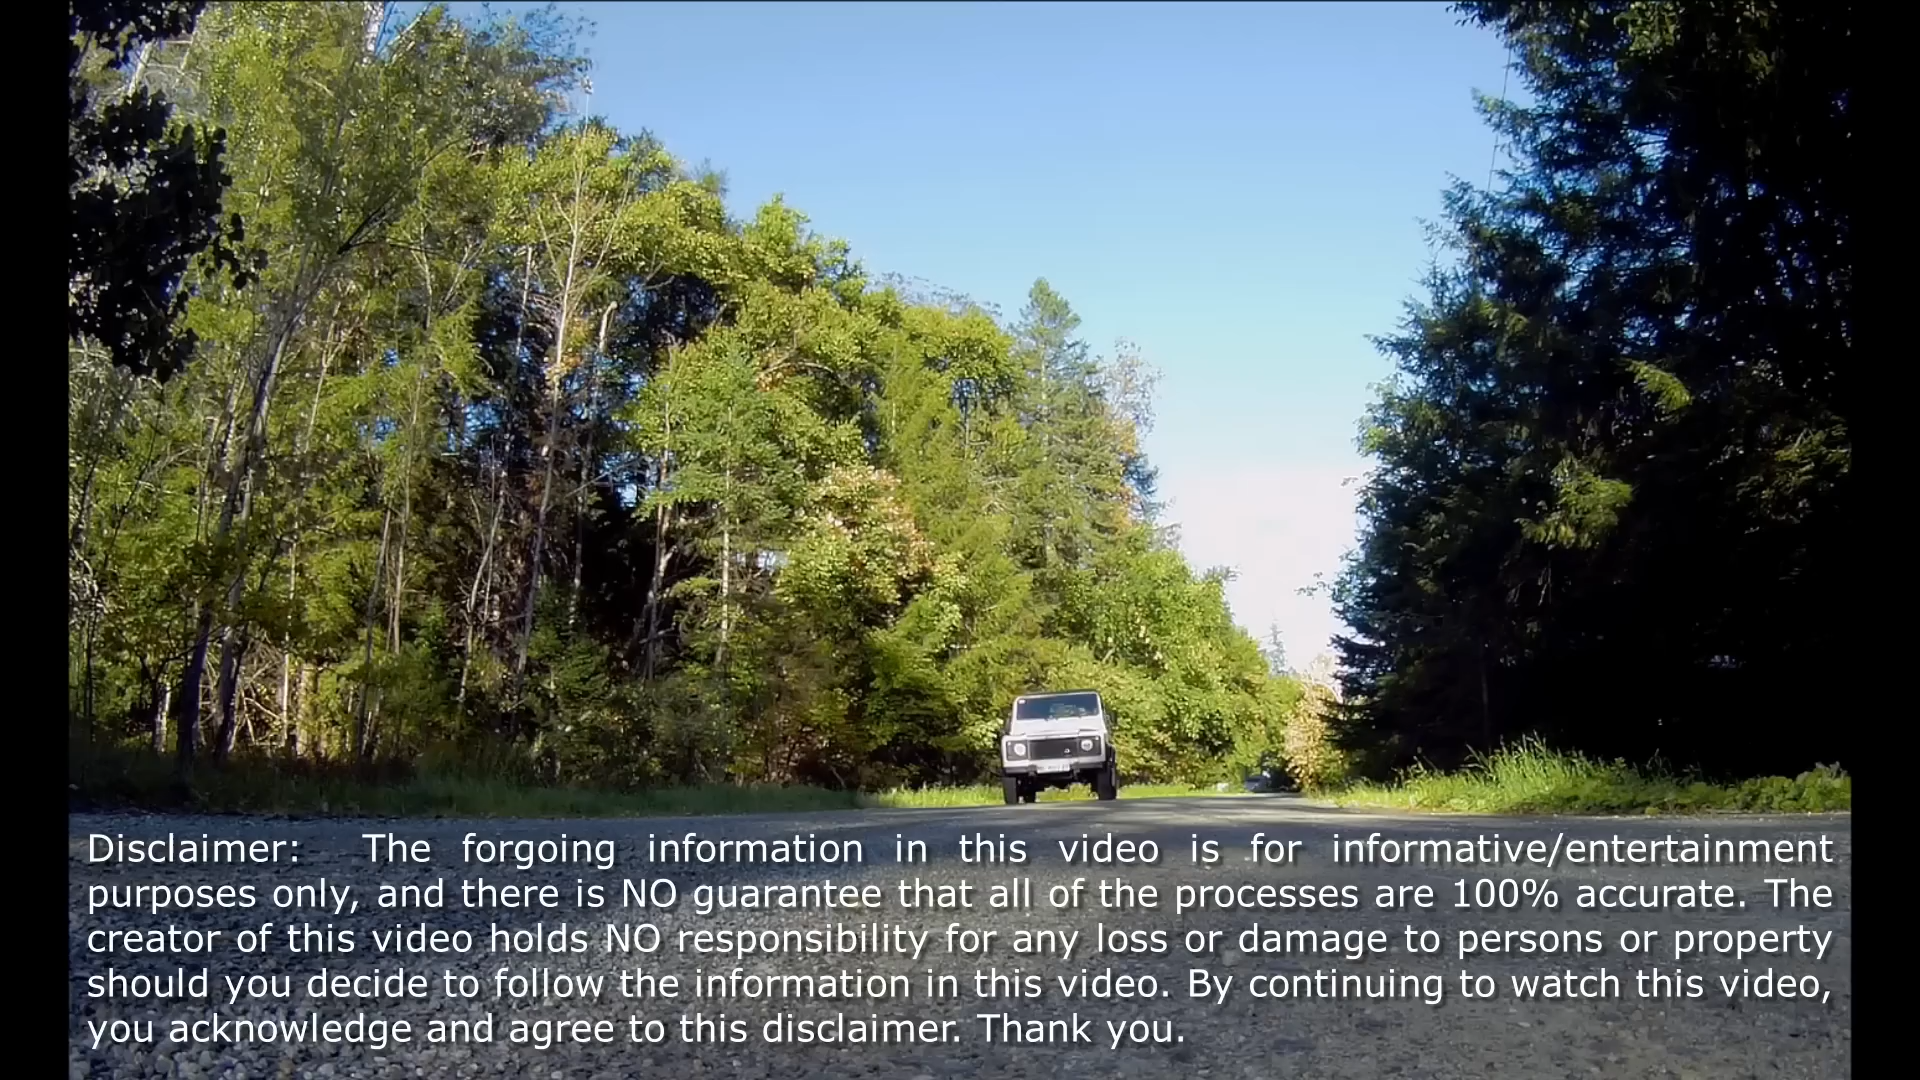 Disclaimer: The forgoing information in this video is for informative/entertainment
purposes only, and there is NO guarantee that all of the processes are 100% accurate. The
creator of this video holds NO responsibility for any loss or damage to persons or property
should you decide to follow the information in this video. By continuing to watch this video,
you acknowledge and agree to this disclaimer. Thank you.